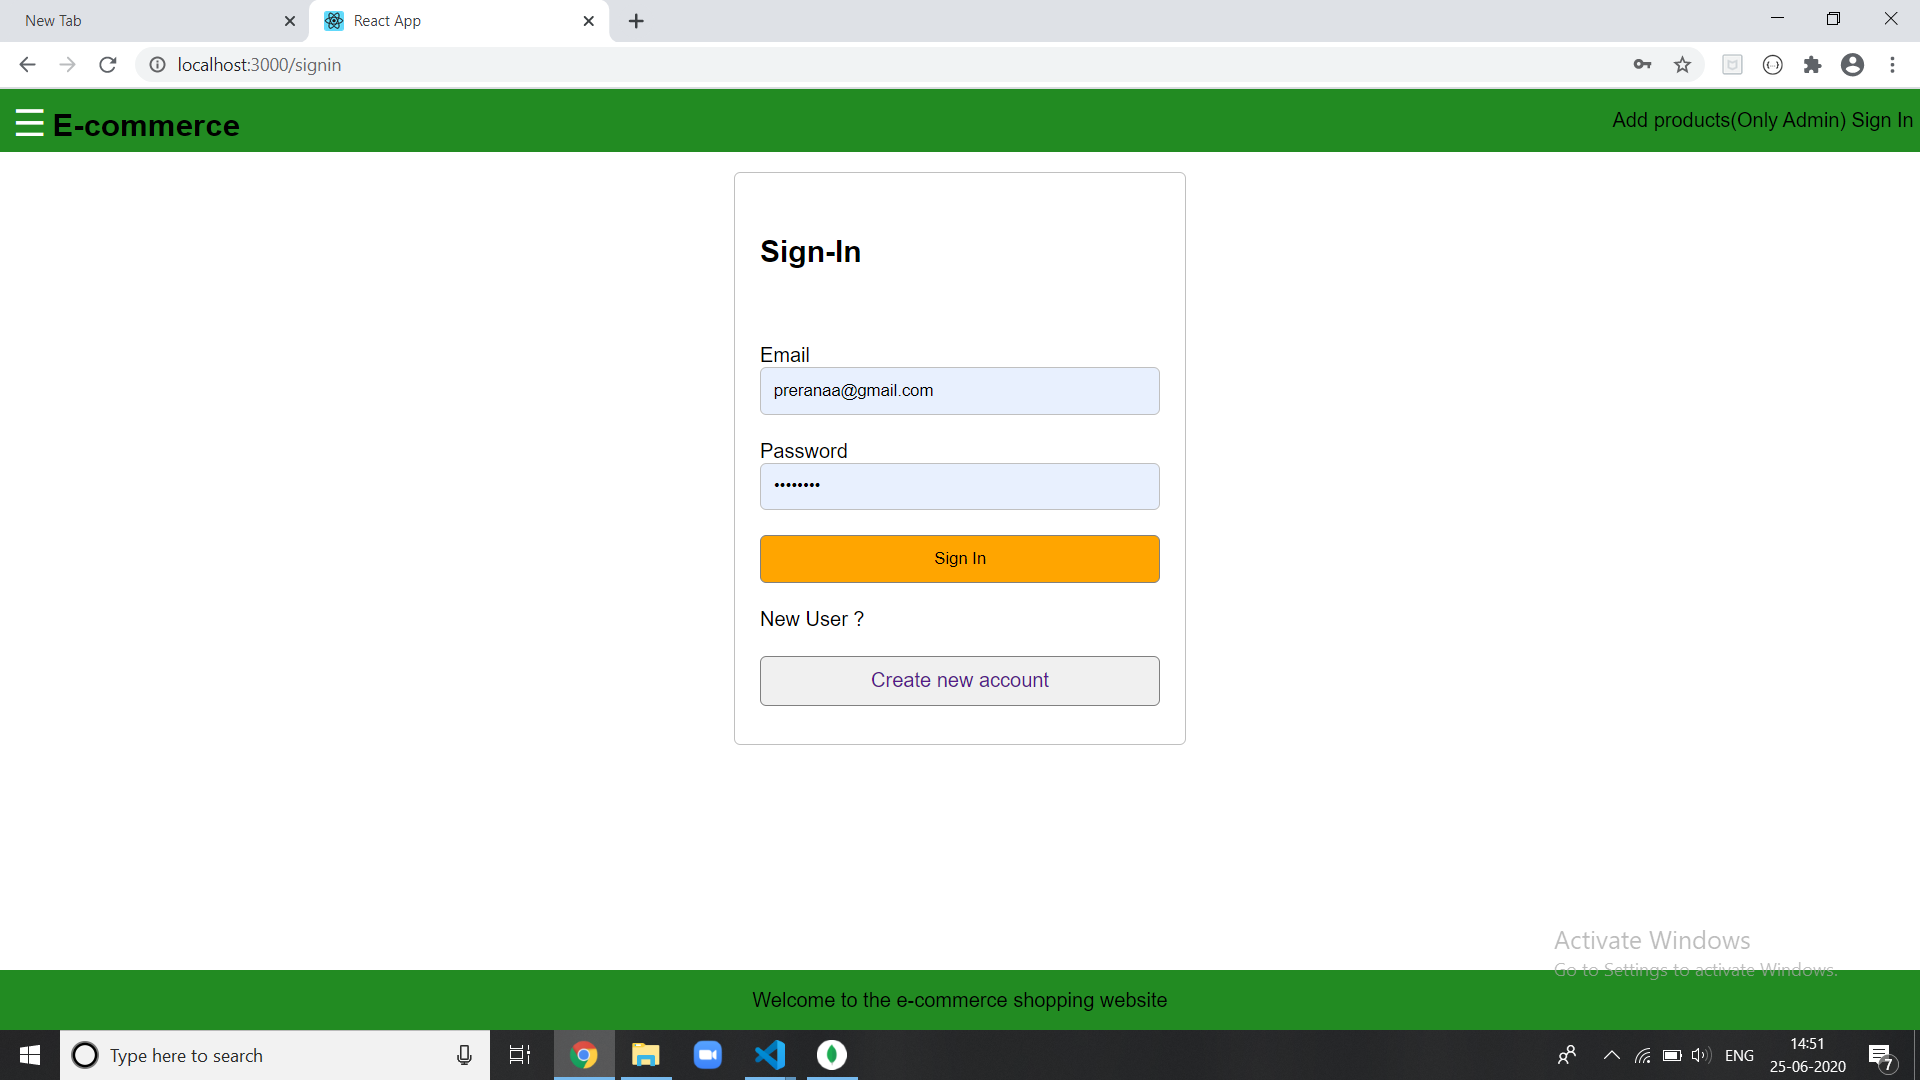 New Tab
React App
localhost:3000/signin
E-commerce
Add products(Only Admin) Sign In
Sign-In
Email
preranaa@gmail.com
Password
••••••••
Sign In
New User ?
Create new account
Activate Windows
Go to Settings to activate Windows.
Welcome to the e-commerce shopping website
Type here to search
ENG
14:51
25-06-2020
7